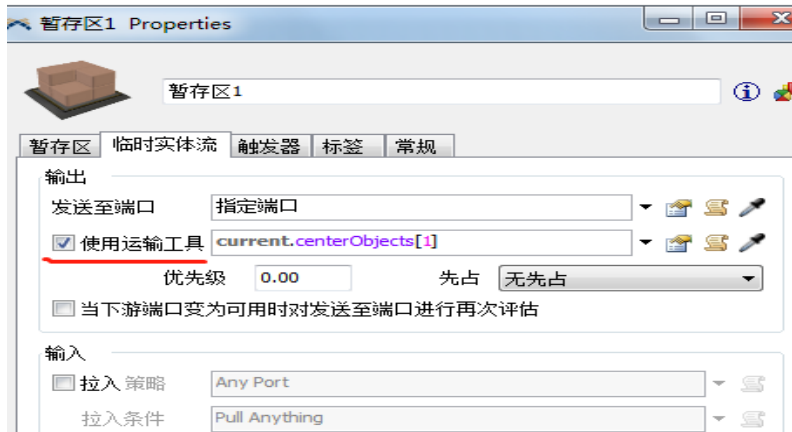 暂存区1 Properties
暂存区1
暂存区 临时实体流 触发器 标签 常规
输出
发送至端口 指定端口
使用运输工具 current.centerObjects[1]
优先级 0.00 先占 无先占
当下游端口变为可用时对发送至端口进行再次评估
输入
拉入 策略 Any Port
拉入条件 Pull Anything